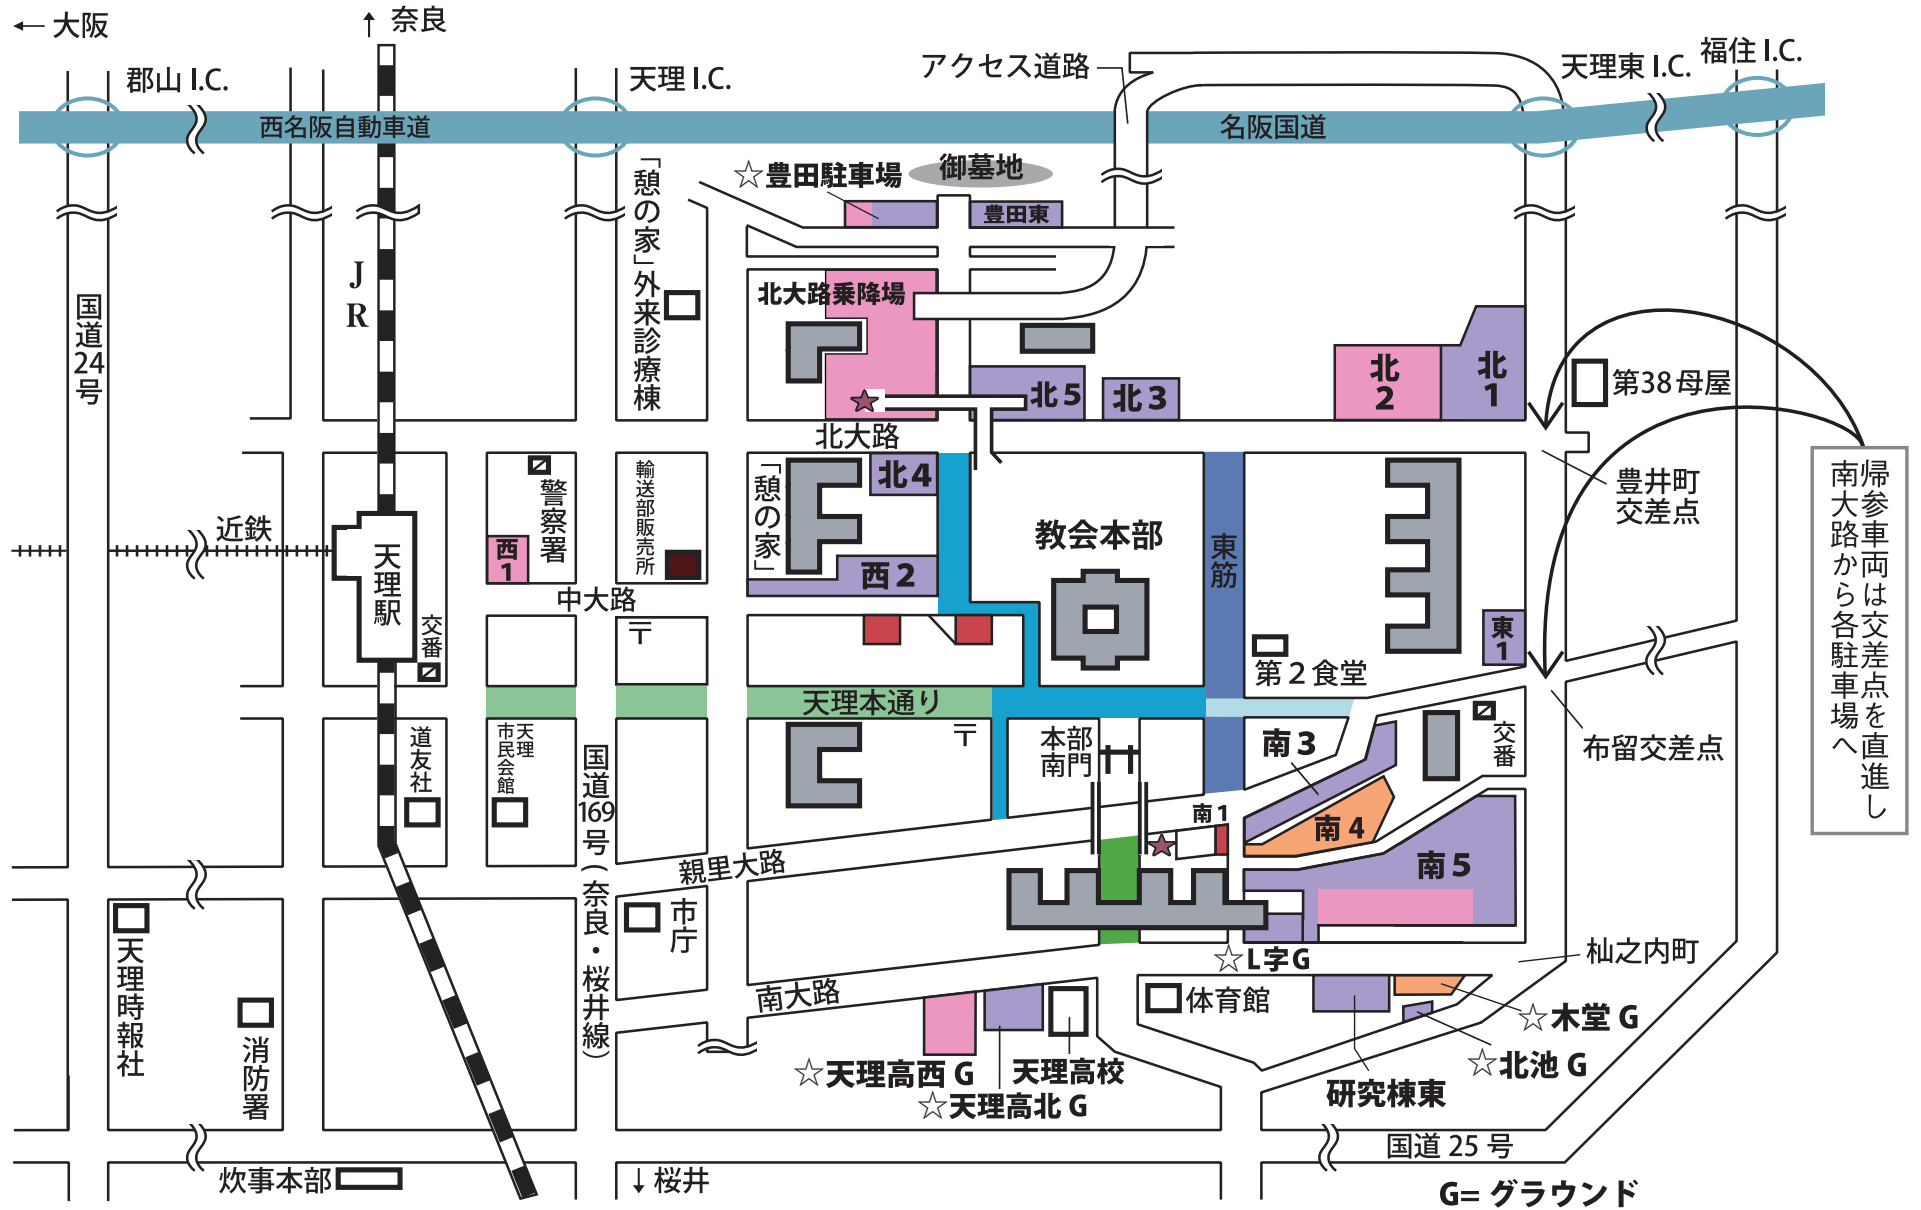 ← 大阪
↑ 奈良
郡山 I.C.
天理 I.C.
アクセス道路
天理東 I.C.
福住 I.C.
西名阪自動車道
名阪国道
☆豊田駐車場
御墓地
豊田東
「憩の家」外来診療棟
国道24号
JR
北大路乗降場
北5
北3
北2
北1
第38母屋
北大路
帰参車両は交差点を直進し
南大路から各駐車場へ
豊井町
交差点
警察署
輸送部販売所
「憩の家」
北4
教会本部
東筋
近鉄
天理駅
西1
西2
中大路
交番
〒
東1
第2食堂
天理本通り
道友社
天理
市民会館
国道169号(奈良・桜井線)
〒
本部
南門
南3
交番
布留交差点
南1
南4
南5
親里大路
天理時報社
消防署
市庁
南大路
☆L字G
杣之内町
体育館
☆木堂 G
☆北池 G
☆天理高西 G
天理高校
☆天理高北 G
研究棟東
国道 25 号
炊事本部
↓桜井
G= グラウンド